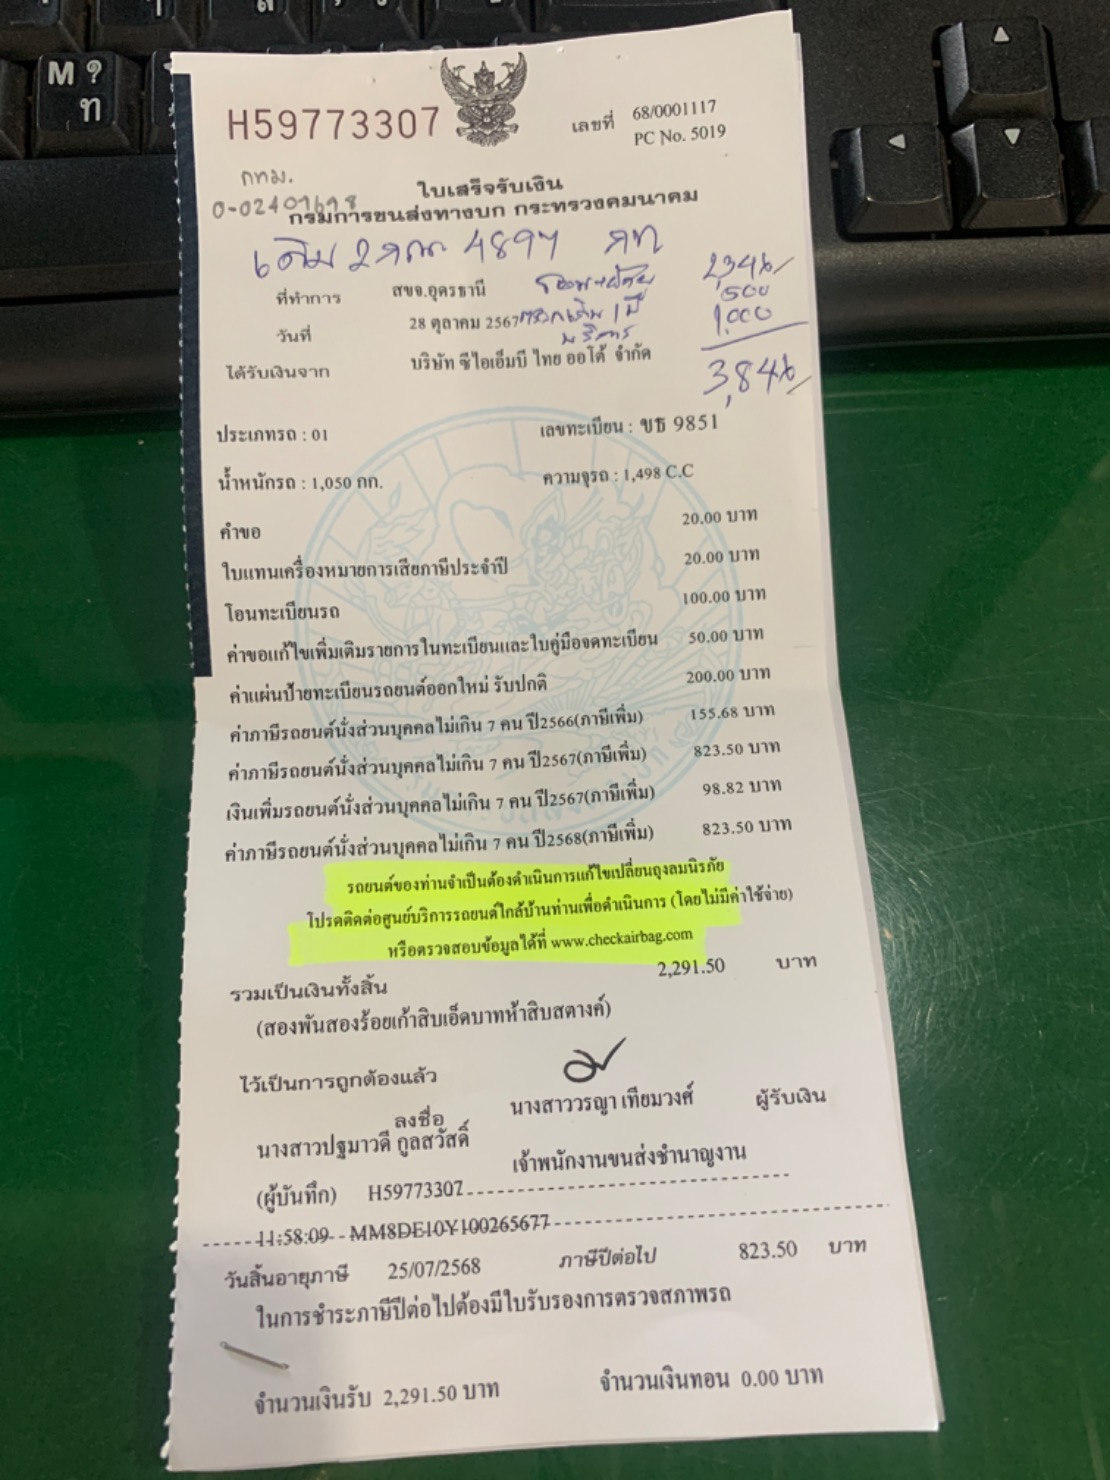 M ?
ท
H59773307
เลขที่ 68/0001117
PC No. 5019
กทม.
ใบเสร็จรับเงิน
กรมการขนส่งทางบก กระทรวงคมนาคม
เดิม 2กถ 4897 กท
ที่ทำการ สขจ.อุดรธานี
2,346/
500
วันที่ 28 ตุลาคม 2567
1,000
บริการ
ได้รับเงินจาก บริษัท ซีไอเอ็มบี ไทย ออโต้ จำกัด
3,846/
ประเภทรถ : 01 เลขทะเบียน : ขธ 9851
น้ำหนักรถ : 1,050 กก. ความจุรถ : 1,498 C.C
คำขอ 20.00 บาท
ใบแทนเครื่องหมายการเสียภาษีประจำปี 20.00 บาท
โอนทะเบียนรถ 100.00 บาท
ค่าขอแก้ไขเพิ่มเติมรายการในทะเบียนและใบคู่มือจดทะเบียน 50.00 บาท
ค่าแผ่นป้ายทะเบียนรถยนต์ออกใหม่ รับปกติ 200.00 บาท
ค่าภาษีรถยนต์นั่งส่วนบุคคลไม่เกิน 7 คน ปี2566(ภาษีเพิ่ม) 155.68 บาท
ค่าภาษีรถยนต์นั่งส่วนบุคคลไม่เกิน 7 คน ปี2567(ภาษีเพิ่ม) 823.50 บาท
เงินเพิ่มรถยนต์นั่งส่วนบุคคลไม่เกิน 7 คน ปี2567(ภาษีเพิ่ม) 98.82 บาท
ค่าภาษีรถยนต์นั่งส่วนบุคคลไม่เกิน 7 คน ปี2568(ภาษีเพิ่ม) 823.50 บาท
รถยนต์ของท่านจำเป็นต้องดำเนินการแก้ไขเปลี่ยนถุงลมนิรภัย
โปรดติดต่อศูนย์บริการรถยนต์ใกล้บ้านท่านเพื่อดำเนินการ (โดยไม่มีค่าใช้จ่าย)
หรือตรวจสอบข้อมูลได้ที่ www.checkairbag.com
รวมเป็นเงินทั้งสิ้น 2,291.50 บาท
(สองพันสองร้อยเก้าสิบเอ็ดบาทห้าสิบสตางค์)
ไว้เป็นการถูกต้องแล้ว
ลงชื่อ นางสาววรญา เทียมวงศ์ ผู้รับเงิน
นางสาวปฐมาวดี กูลสวัสดิ์ เจ้าพนักงานขนส่งชำนาญงาน
(ผู้บันทึก) H59773307
11:58:09 MM8DE10Y100265677
วันสิ้นอายุภาษี 25/07/2568 ภาษีปีต่อไป 823.50 บาท
ในการชำระภาษีปีต่อไปต้องมีใบรับรองการตรวจสภาพรถ
จำนวนเงินรับ 2,291.50 บาท จำนวนเงินทอน 0.00 บาท